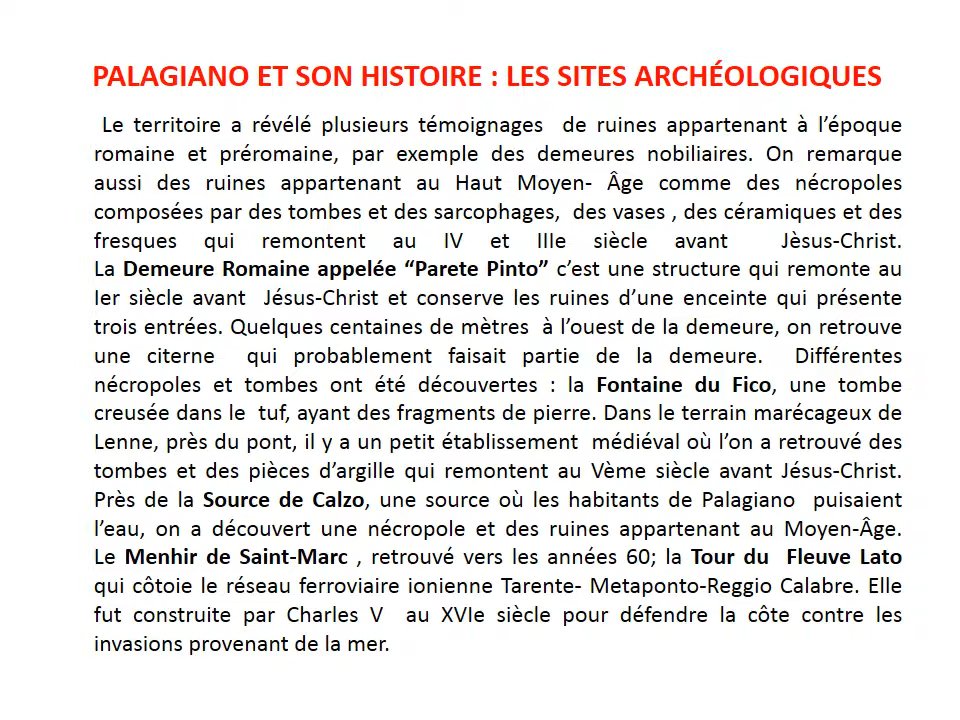 PALAGIANO ET SON HISTOIRE : LES SITES ARCHÉOLOGIQUES
Le territoire a révélé plusieurs témoignages de ruines appartenant à l’époque
romaine et préromaine, par exemple des demeures nobiliaires. On remarque
aussi des ruines appartenant au Haut Moyen- Âge comme des nécropoles
composées par des tombes et des sarcophages, des vases , des céramiques et des
fresques qui remontent au IV et IIIe siècle avant Jèsus-Christ.
La Demeure Romaine appelée “Parete Pinto” c’est une structure qui remonte au
Ier siècle avant Jésus-Christ et conserve les ruines d’une enceinte qui présente
trois entrées. Quelques centaines de mètres à l’ouest de la demeure, on retrouve
une citerne qui probablement faisait partie de la demeure. Différentes
nécropoles et tombes ont été découvertes : la Fontaine du Fico, une tombe
creusée dans le tuf, ayant des fragments de pierre. Dans le terrain marécageux de
Lenne, près du pont, il y a un petit établissement médiéval où l’on a retrouvé des
tombes et des pièces d’argille qui remontent au Vème siècle avant Jésus-Christ.
Près de la Source de Calzo, une source où les habitants de Palagiano puisaient
l’eau, on a découvert une nécropole et des ruines appartenant au Moyen-Âge.
Le Menhir de Saint-Marc , retrouvé vers les années 60; la Tour du Fleuve Lato
qui côtoie le réseau ferroviaire ionienne Tarente- Metaponto-Reggio Calabre. Elle
fut construite par Charles V au XVIe siècle pour défendre la côte contre les
invasions provenant de la mer.